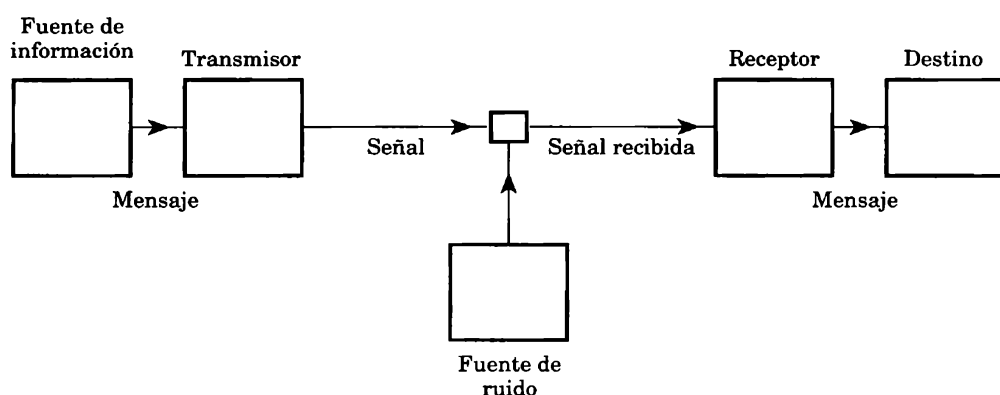 Fuente de
información
Transmisor
Receptor
Destino
Señal
Señal recibida
Mensaje
Mensaje
Fuente de
ruido